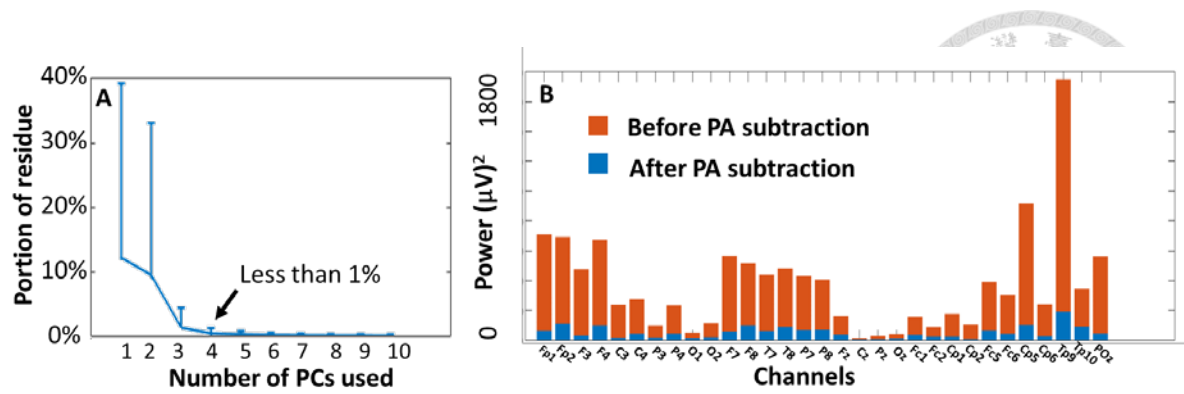 A
40%
30%
20%
10%
0%
Portion of residue
Less than 1%
1 2 3 4 5 6 7 8 9 10
Number of PCs used
B
1800
0
Power (µV)²
Before PA subtraction
After PA subtraction
Fp1 Fp2 F3 F4 C3 C4 P3 P4 O1 O2 F7 F8 T7 T8 P7 P8 Fz Cz Pz Oz Fc1 Fc2 Cp1 Cp2 Fc5 Fc6 Cp5 Cp6 Tp9 Tp10 POz
Channels